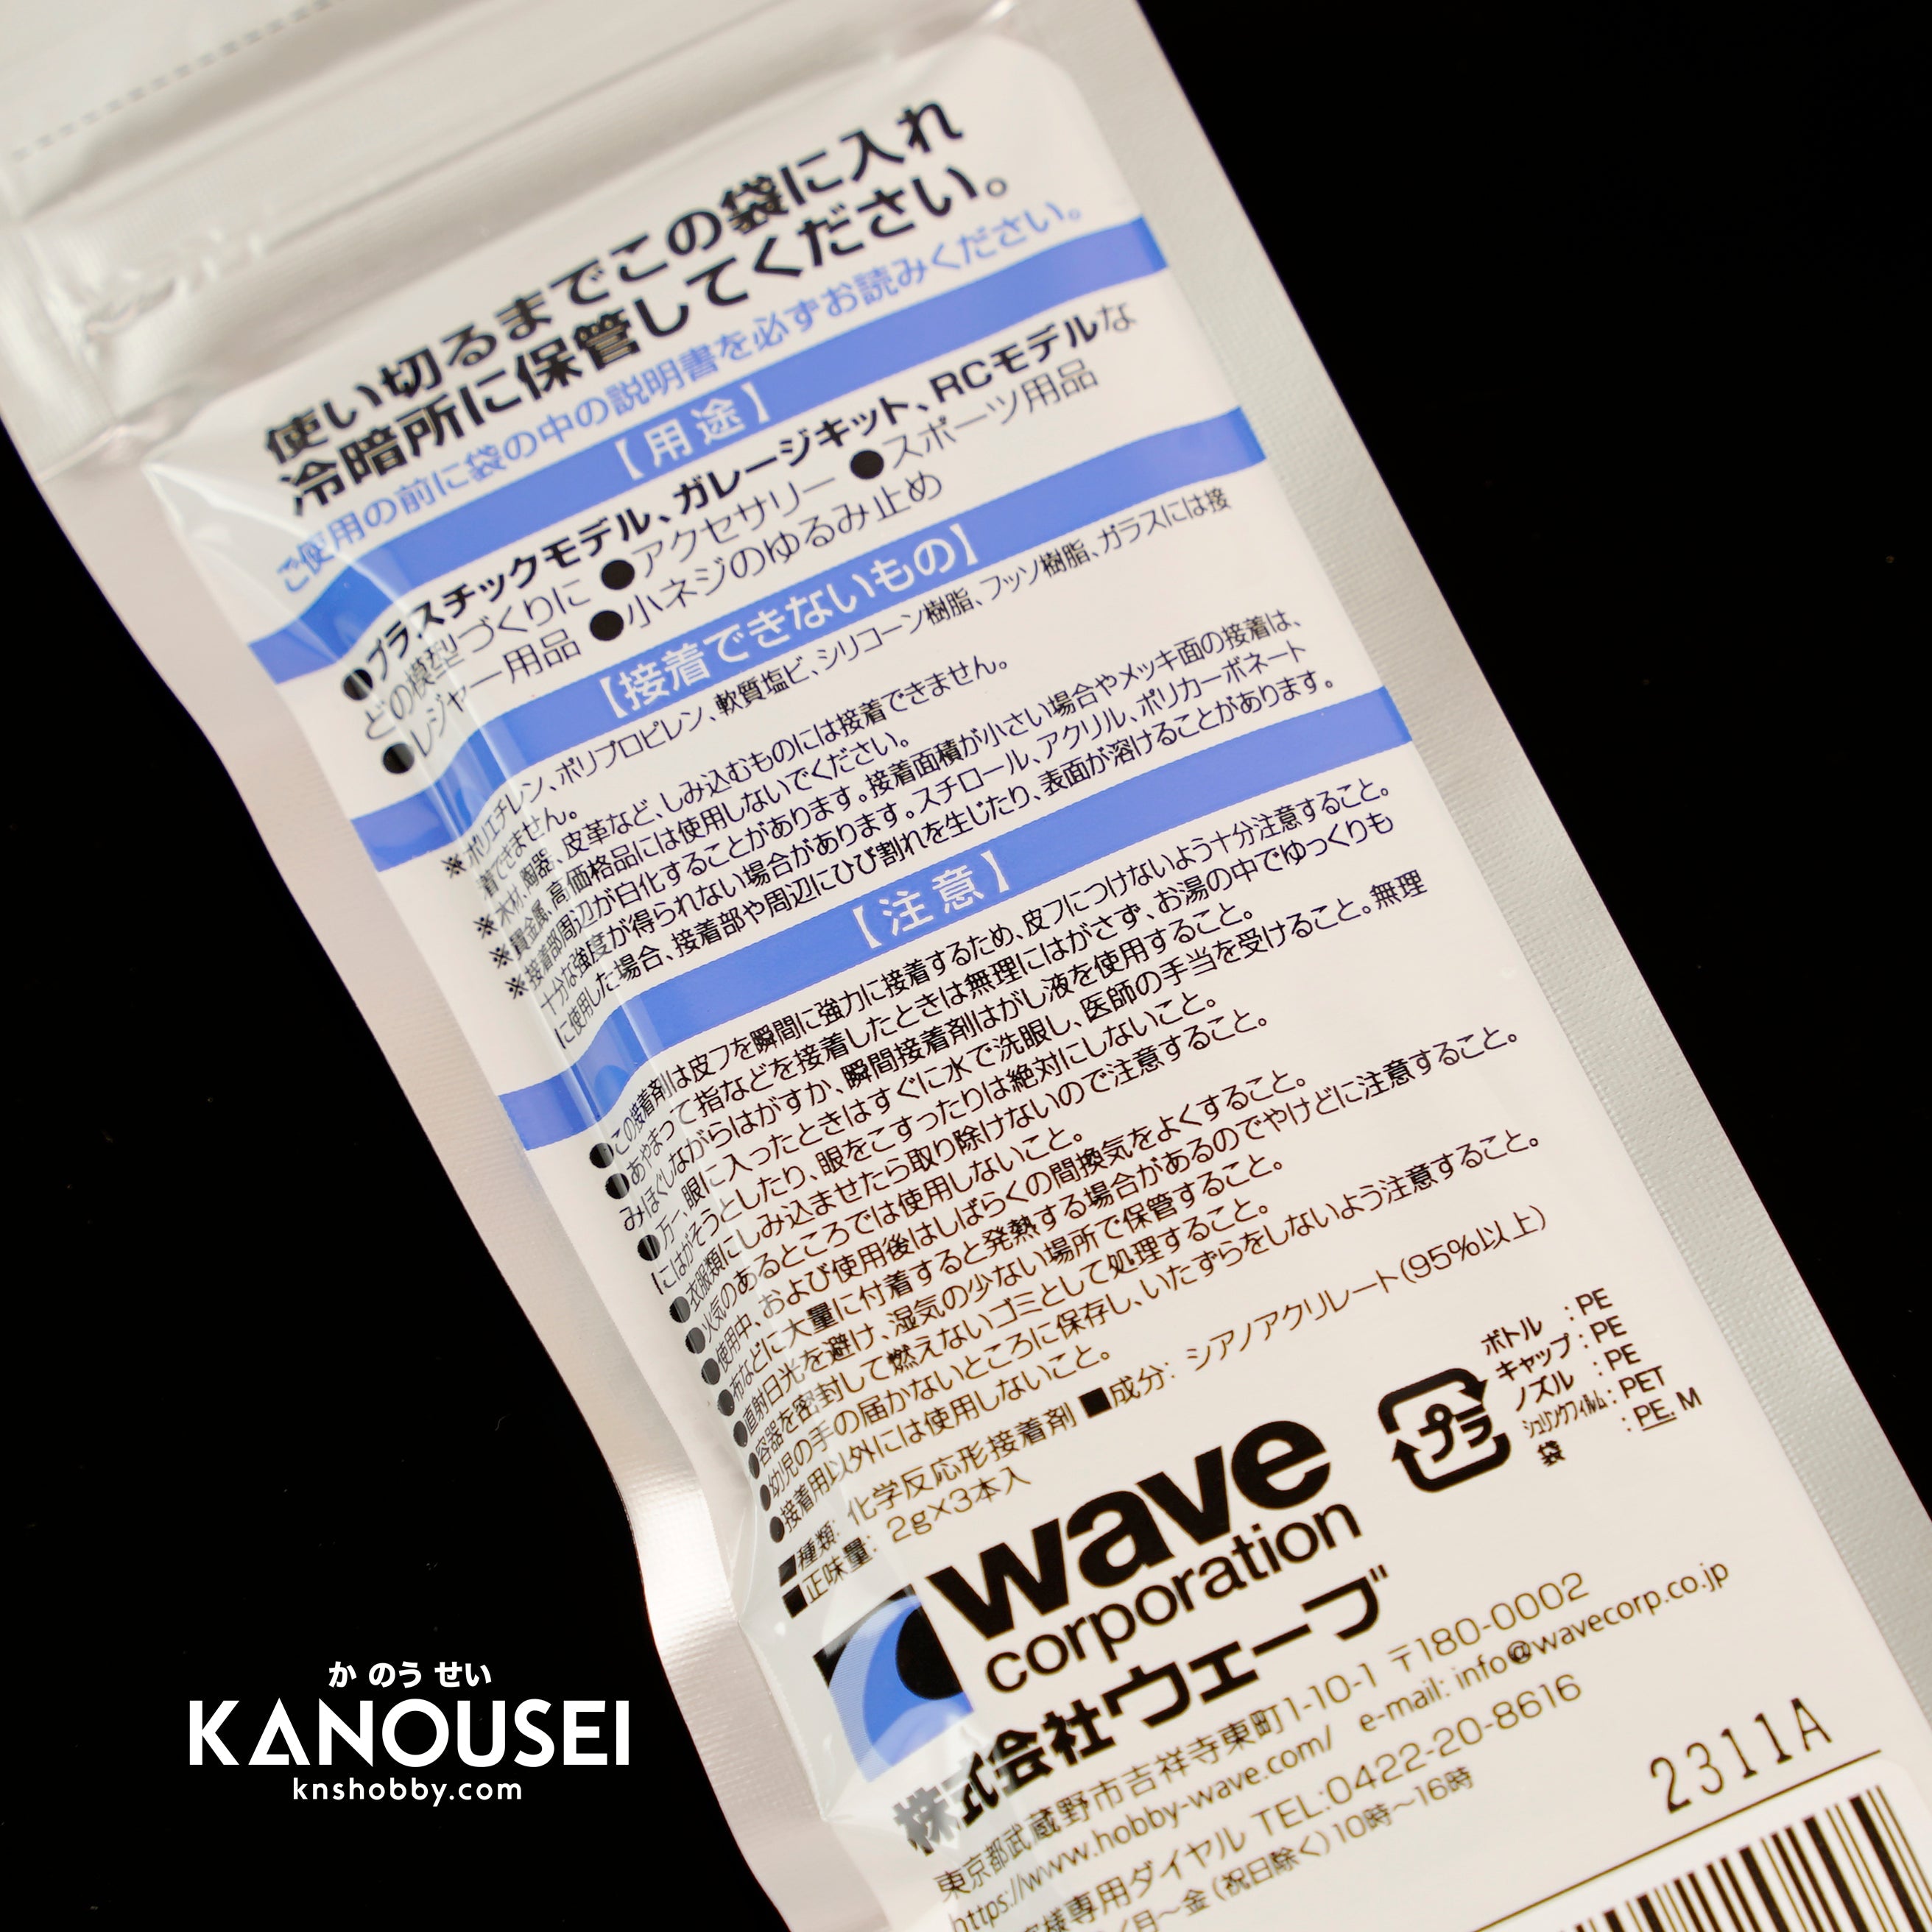 使い切るまでこの袋に入れ
冷暗所に保管してください。
ご使用の前に袋の中の説明書を必ずお読みください。
【用途】
●プラスチックモデル、ガレージキット、RCモデルな
どの模型づくりに ●アクセサリー ●スポーツ用品
●レジャー用品 ●小ネジのゆるみ止め
【接着できないもの】
※ポリエチレン、ポリプロピレン、軟質塩ビ、シリコーン樹脂、フッソ樹脂、ガラスには接
着できません。
※木材、陶器、皮革など、しみ込むものには接着できません。
※貴金属、高価格品には使用しないでください。
※接着部周辺が白化することがあります。接着面積が小さい場合やメッキ面の接着は、
十分な強度が得られない場合があります。スチロール、アクリル、ポリカーボネート
に使用した場合、接着部や周辺にひび割れを生じたり、表面が溶けることがあります。
【注意】
●この接着剤は皮フを瞬間に強力に接着するため、皮フにつけないよう十分注意すること。
●あやまって指などを接着したときは無理にはがさず、お湯の中でゆっくりも
みほぐしながらはがすか、瞬間接着剤はがし液を使用すること。
●万一、眼に入ったときはすぐに水で洗眼し、医師の手当を受けること。無理
にはがそうとしたり、眼をこすったりは絶対にしないこと。
●衣服類にしみ込ませたら取り除けないので注意すること。
●火気のあるところでは使用しないこと。
●使用中、および使用後はしばらくの間換気をよくすること。
●布などに大量に付着すると発熱する場合があるのでやけどに注意すること。
●直射日光を避け、湿気の少ない場所で保管すること。
●容器を密封して燃えないゴミとして処理すること。
●幼児の手の届かないところに保存し、いたずらをしないよう注意すること。
●接着用以外には使用しないこと。
■種類： 化学反応形接着剤 ■成分： シアノアクリレート（95%以上）
■正味量： 2g×3本入
プラ
ボトル ：PE
キャップ：PE
ノズル ：PE
シュリンクフィルム：PET
袋 ：PE, M
wave
corporation
株式会社ウェーブ
東京都武蔵野市吉祥寺東町1-10-1 〒180-0002
https://www.hobby-wave.com/ e-mail: info@wavecorp.co.jp
様専用ダイヤル TEL:0422-20-8616
／月～金（祝日除く）10時～16時
2311A
か のう せい
KANOUSEI
knshobby.com